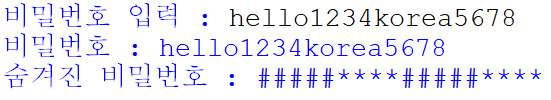 비밀번호 입력 : hello1234korea5678
비밀번호 : hello1234korea5678
숨겨진 비밀번호 : #####****#####****